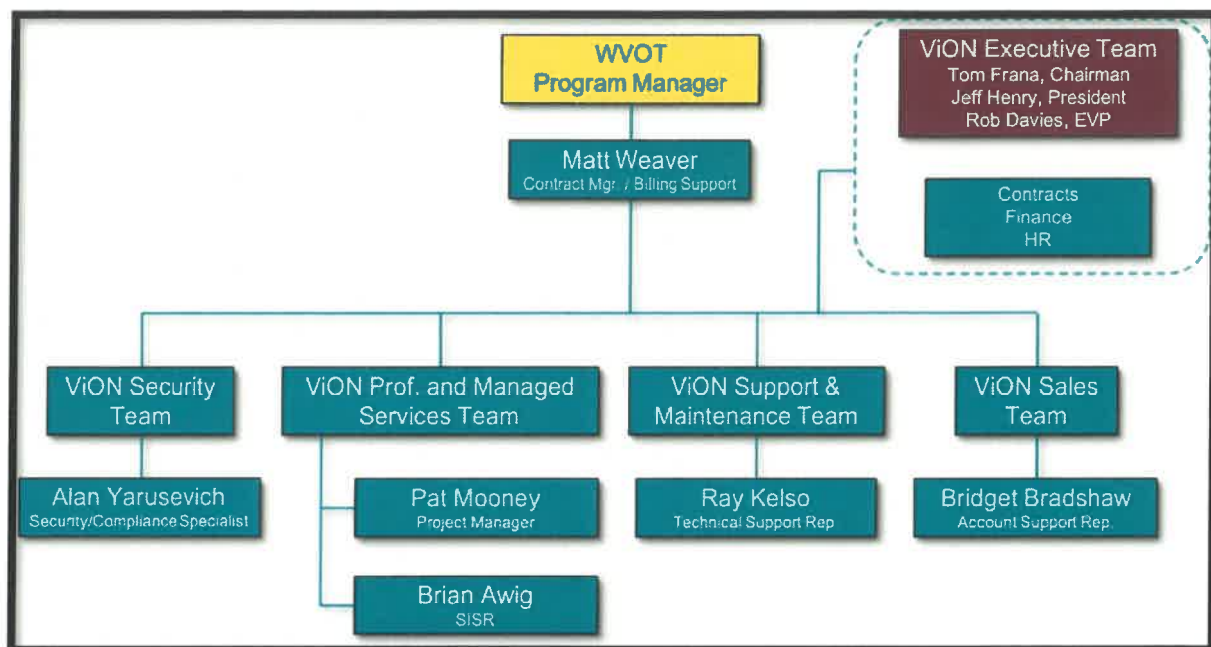 WVOT
Program Manager
ViON Executive Team
Tom Frana, Chairman
Jeff Henry, President
Rob Davies, EVP
Matt Weaver
Contract Mgr. / Billing Support
Contracts
Finance
HR
ViON Security
Team
ViON Prof. and Managed
Services Team
ViON Support &
Maintenance Team
ViON Sales
Team
Alan Yarusevich
Security/Compliance Specialist
Pat Mooney
Project Manager
Ray Kelso
Technical Support Rep
Bridget Bradshaw
Account Support Rep.
Brian Awig
SISR